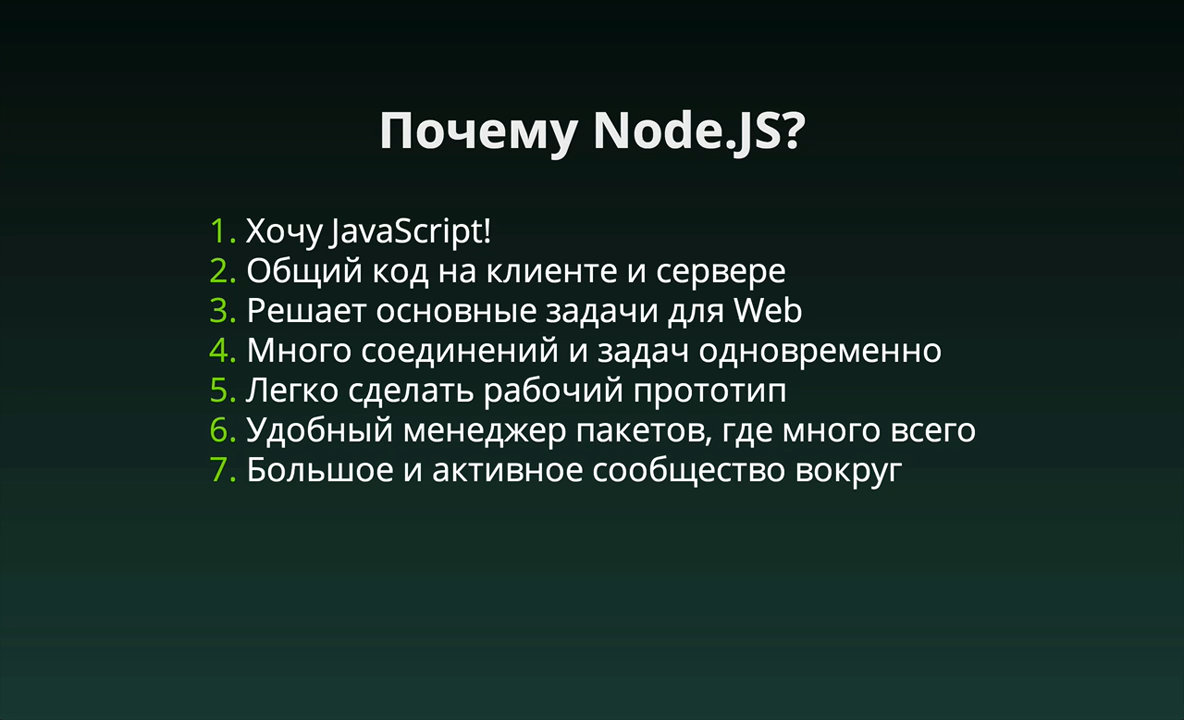 Почему Node.JS?
1. Хочу JavaScript!
2. Общий код на клиенте и сервере
3. Решает основные задачи для Web
4. Много соединений и задач одновременно
5. Легко сделать рабочий прототип
6. Удобный менеджер пакетов, где много всего
7. Большое и активное сообщество вокруг